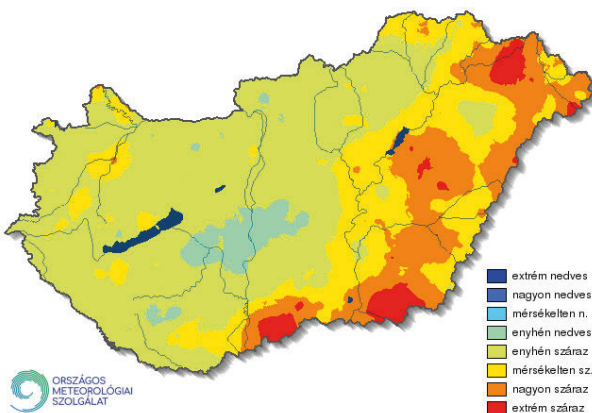 extrém nedves
nagyon nedves
mérsékelten n.
enyhén nedves
enyhén száraz
mérsékelten sz.
nagyon száraz
extrém száraz
ORSZÁGOS
METEOROLÓGIAI
SZOLGÁLAT